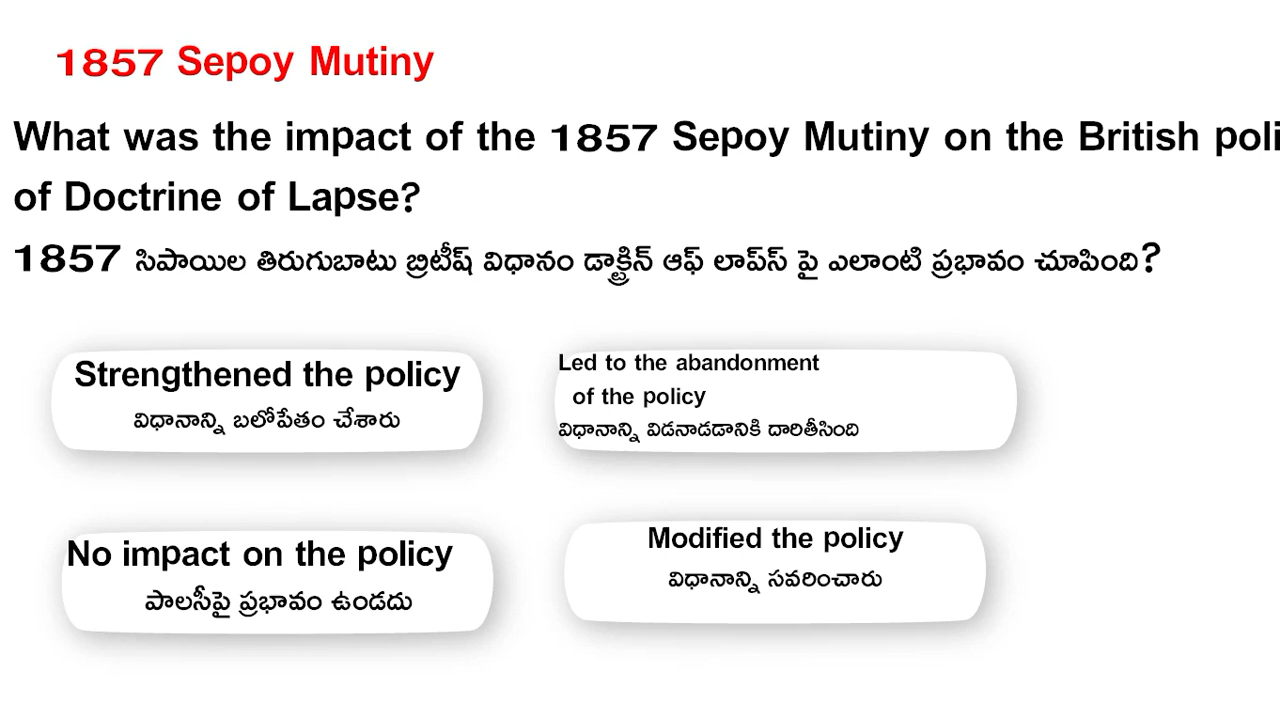 1857 Sepoy Mutiny
What was the impact of the 1857 Sepoy Mutiny on the British poli
of Doctrine of Lapse?
1857 సిపాయిల తిరుగుబాటు బ్రిటీష్ విధానం డాక్ట్రిన్ ఆఫ్ లాప్స్ పై ఎలాంటి ప్రభావం చూపింది?
Strengthened the policy
విధానాన్ని బలోపేతం చేశారు
Led to the abandonment
of the policy
విధానాన్ని విడనాడడానికి దారితీసింది
No impact on the policy
పాలసీపై ప్రభావం ఉండదు
Modified the policy
విధానాన్ని సవరించారు